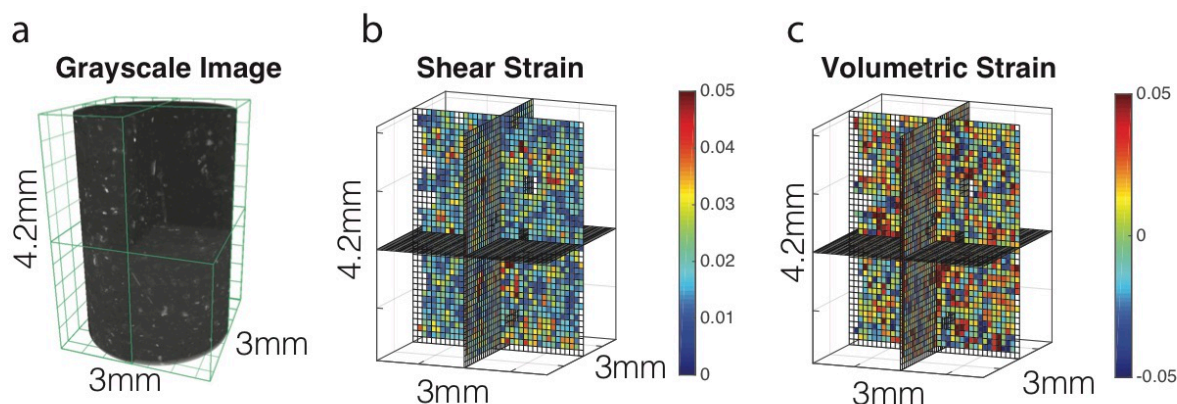 a
Grayscale Image
4.2mm
3mm
3mm
b
Shear Strain
4.2mm
3mm
3mm
0.05
0.04
0.03
0.02
0.01
0
c
Volumetric Strain
4.2mm
3mm
3mm
0.05
0
-0.05